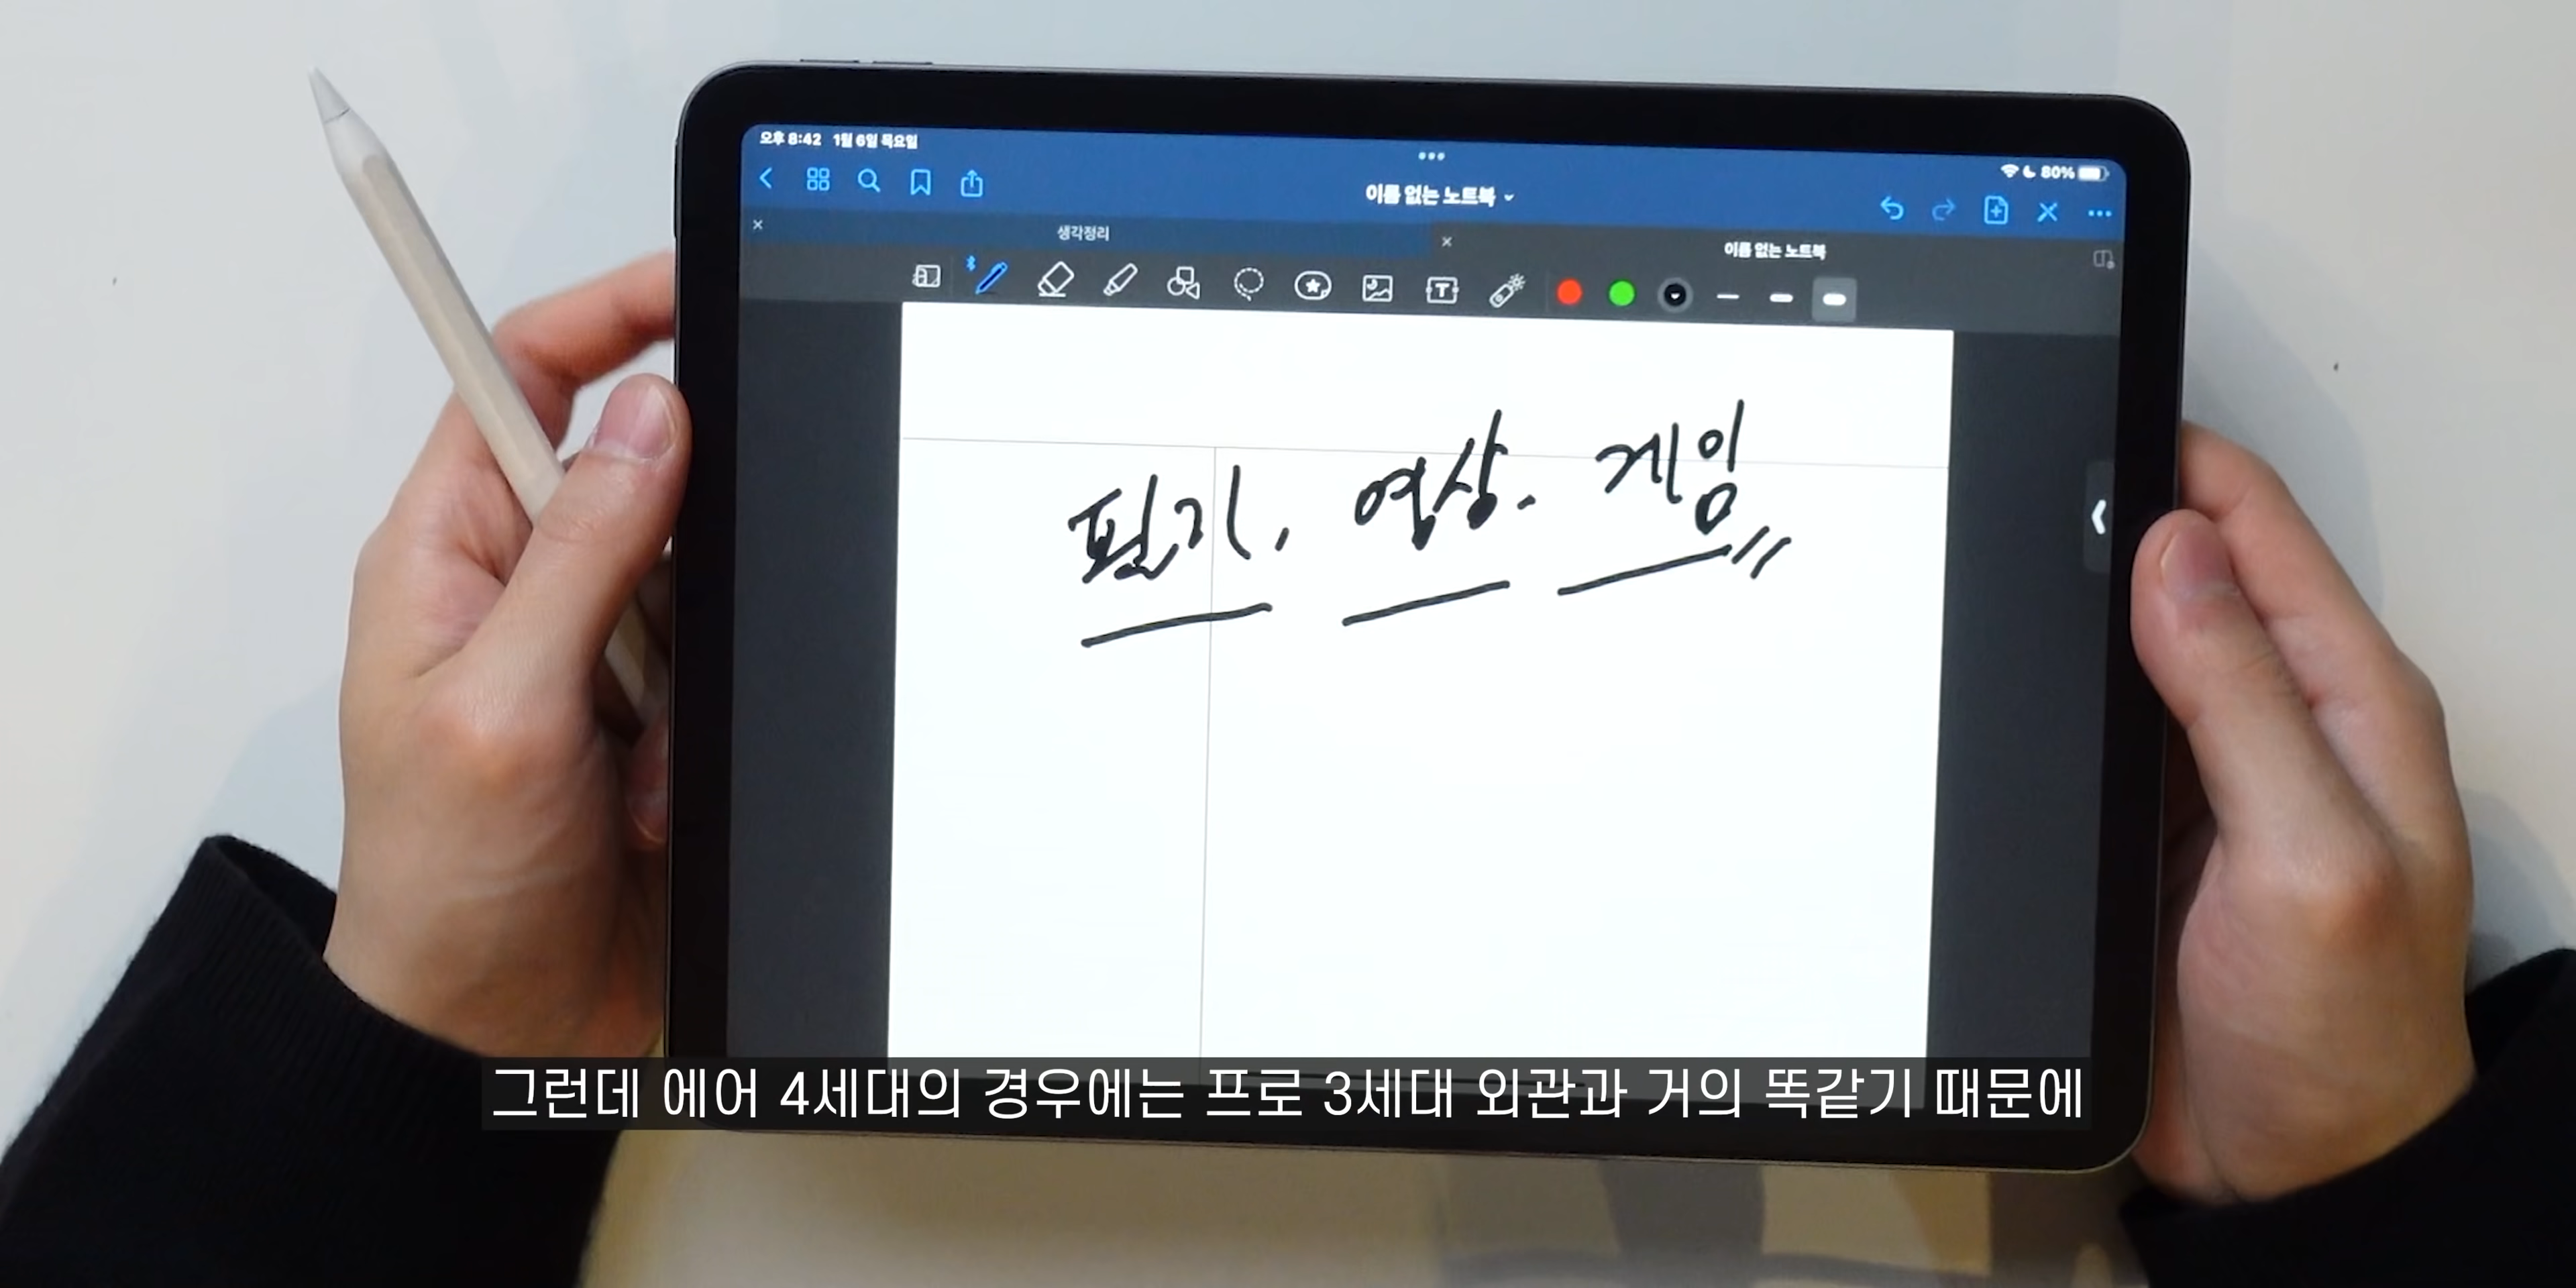 오후 8:42 1월 6일 목요일
80%
이름 없는 노트북
생각정리
이름 없는 노트북
필기, 영상. 게임
그런데 에어 4세대의 경우에는 프로 3세대 외관과 거의 똑같기 때문에